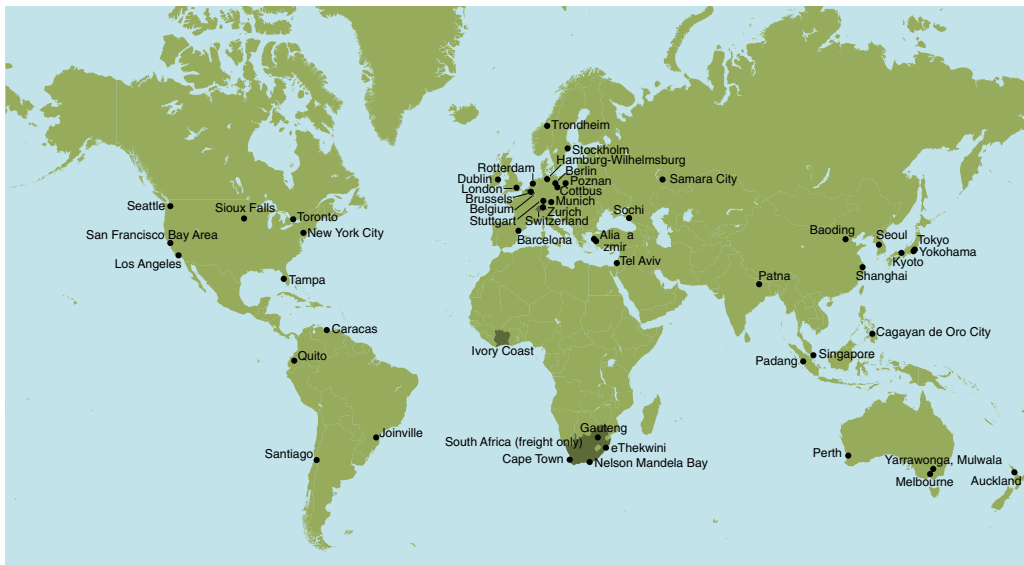 Trondheim
Stockholm
Hamburg-Wilhelmsburg
Rotterdam
Berlin
Dublin
Poznan
Samara City
London
Cottbus
Brussels
Munich
Belgium
Zurich
Sochi
Stuttgart
Switzerland
Seattle
Sioux Falls
Toronto
San Francisco Bay Area
New York City
Barcelona
Alia a
zmir
Baoding
Seoul
Tokyo
Yokohama
Kyoto
Los Angeles
Tel Aviv
Shanghai
Tampa
Patna
Caracas
Cagayan de Oro City
Ivory Coast
Quito
Padang
Singapore
Joinville
Gauteng
South Africa (freight only)
eThekwini
Santiago
Cape Town
Nelson Mandela Bay
Perth
Yarrawonga, Mulwala
Melbourne
Auckland